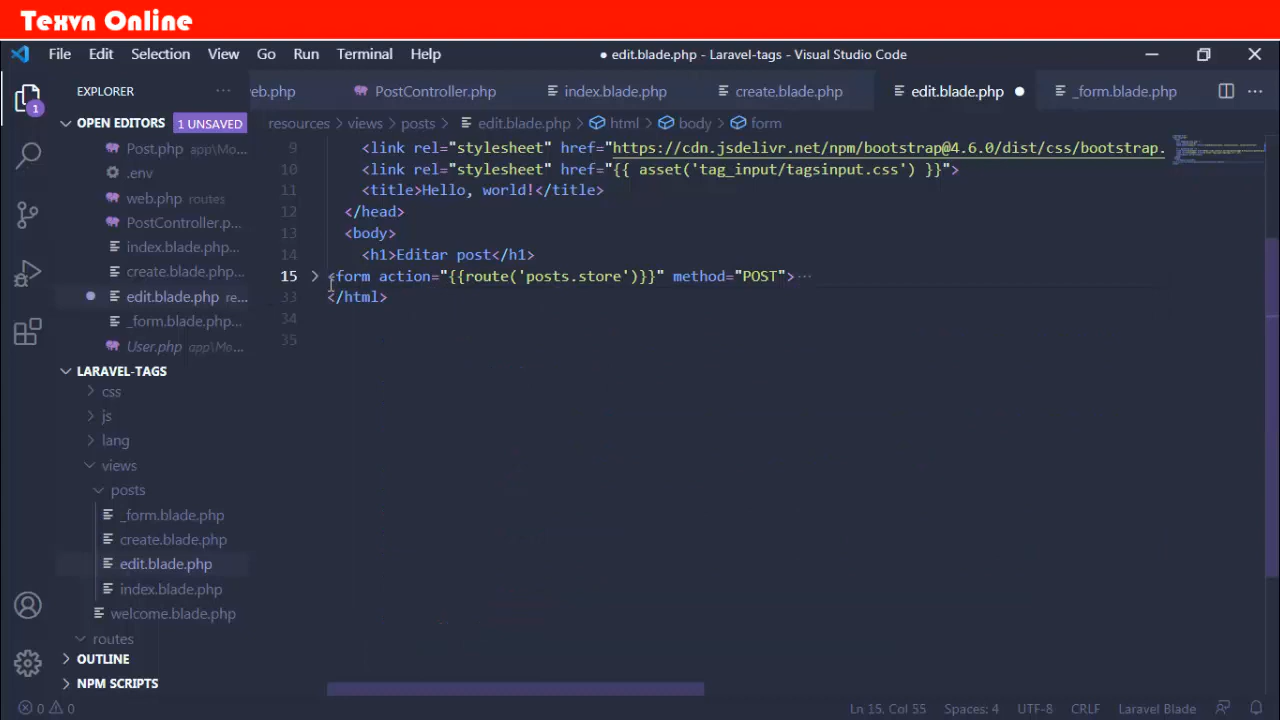 Texvn Online
File Edit Selection View Go Run Terminal Help
● edit.blade.php - Laravel-tags - Visual Studio Code
EXPLORER ···
eb.php PostController.php index.blade.php create.blade.php edit.blade.php ● _form.blade.php ···
1
OPEN EDITORS 1 UNSAVED
resources > views > posts > edit.blade.php > html > body > form
Post.php app\Mo...
.env
web.php routes
PostController.p...
index.blade.php...
create.blade.php...
edit.blade.php re...
_form.blade.php...
User.php app\Mo...
LARAVEL-TAGS
css
js
lang
views
posts
_form.blade.php
create.blade.php
edit.blade.php
index.blade.php
welcome.blade.php
routes
OUTLINE
NPM SCRIPTS
9 <link rel="stylesheet" href="https://cdn.jsdelivr.net/npm/bootstrap@4.6.0/dist/css/bootstrap.
10 <link rel="stylesheet" href="{{ asset('tag_input/tagsinput.css') }}">
11 <title>Hello, world!</title>
12 </head>
13 <body>
14 <h1>Editar post</h1>
15 <form action="{{route('posts.store')}}" method="POST"> ···
33 </html>
34
35
0 0 Ln 15, Col 55 Spaces: 4 UTF-8 CRLF Laravel Blade